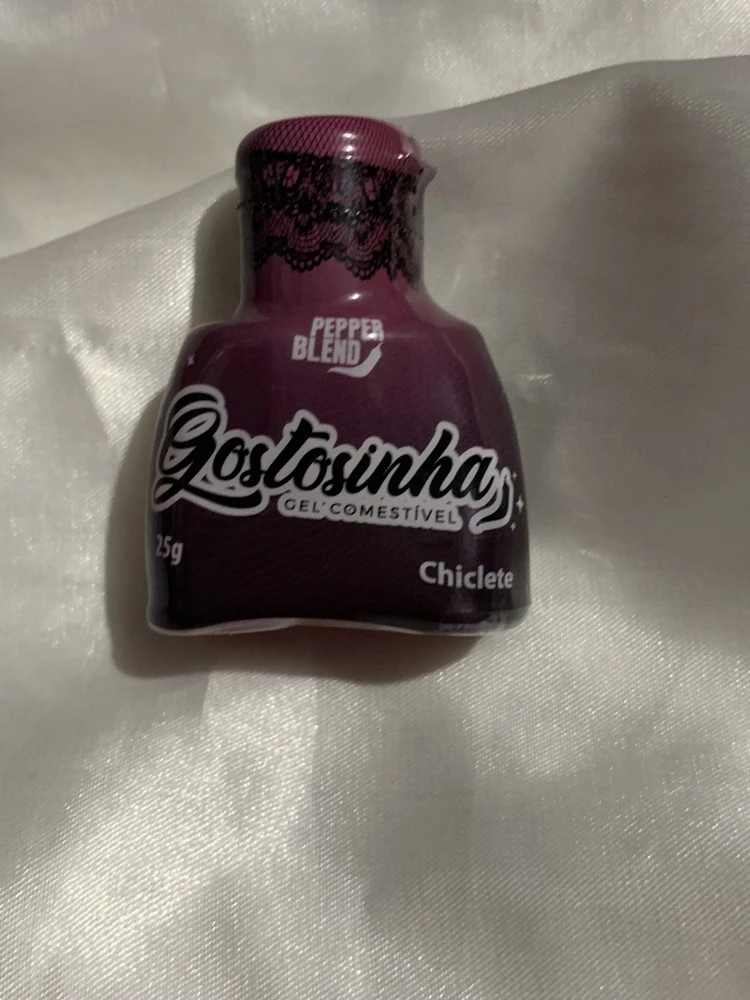 PEPPER
BLEND
Gostosinha
GEL COMESTÍVEL
25g
Chiclete